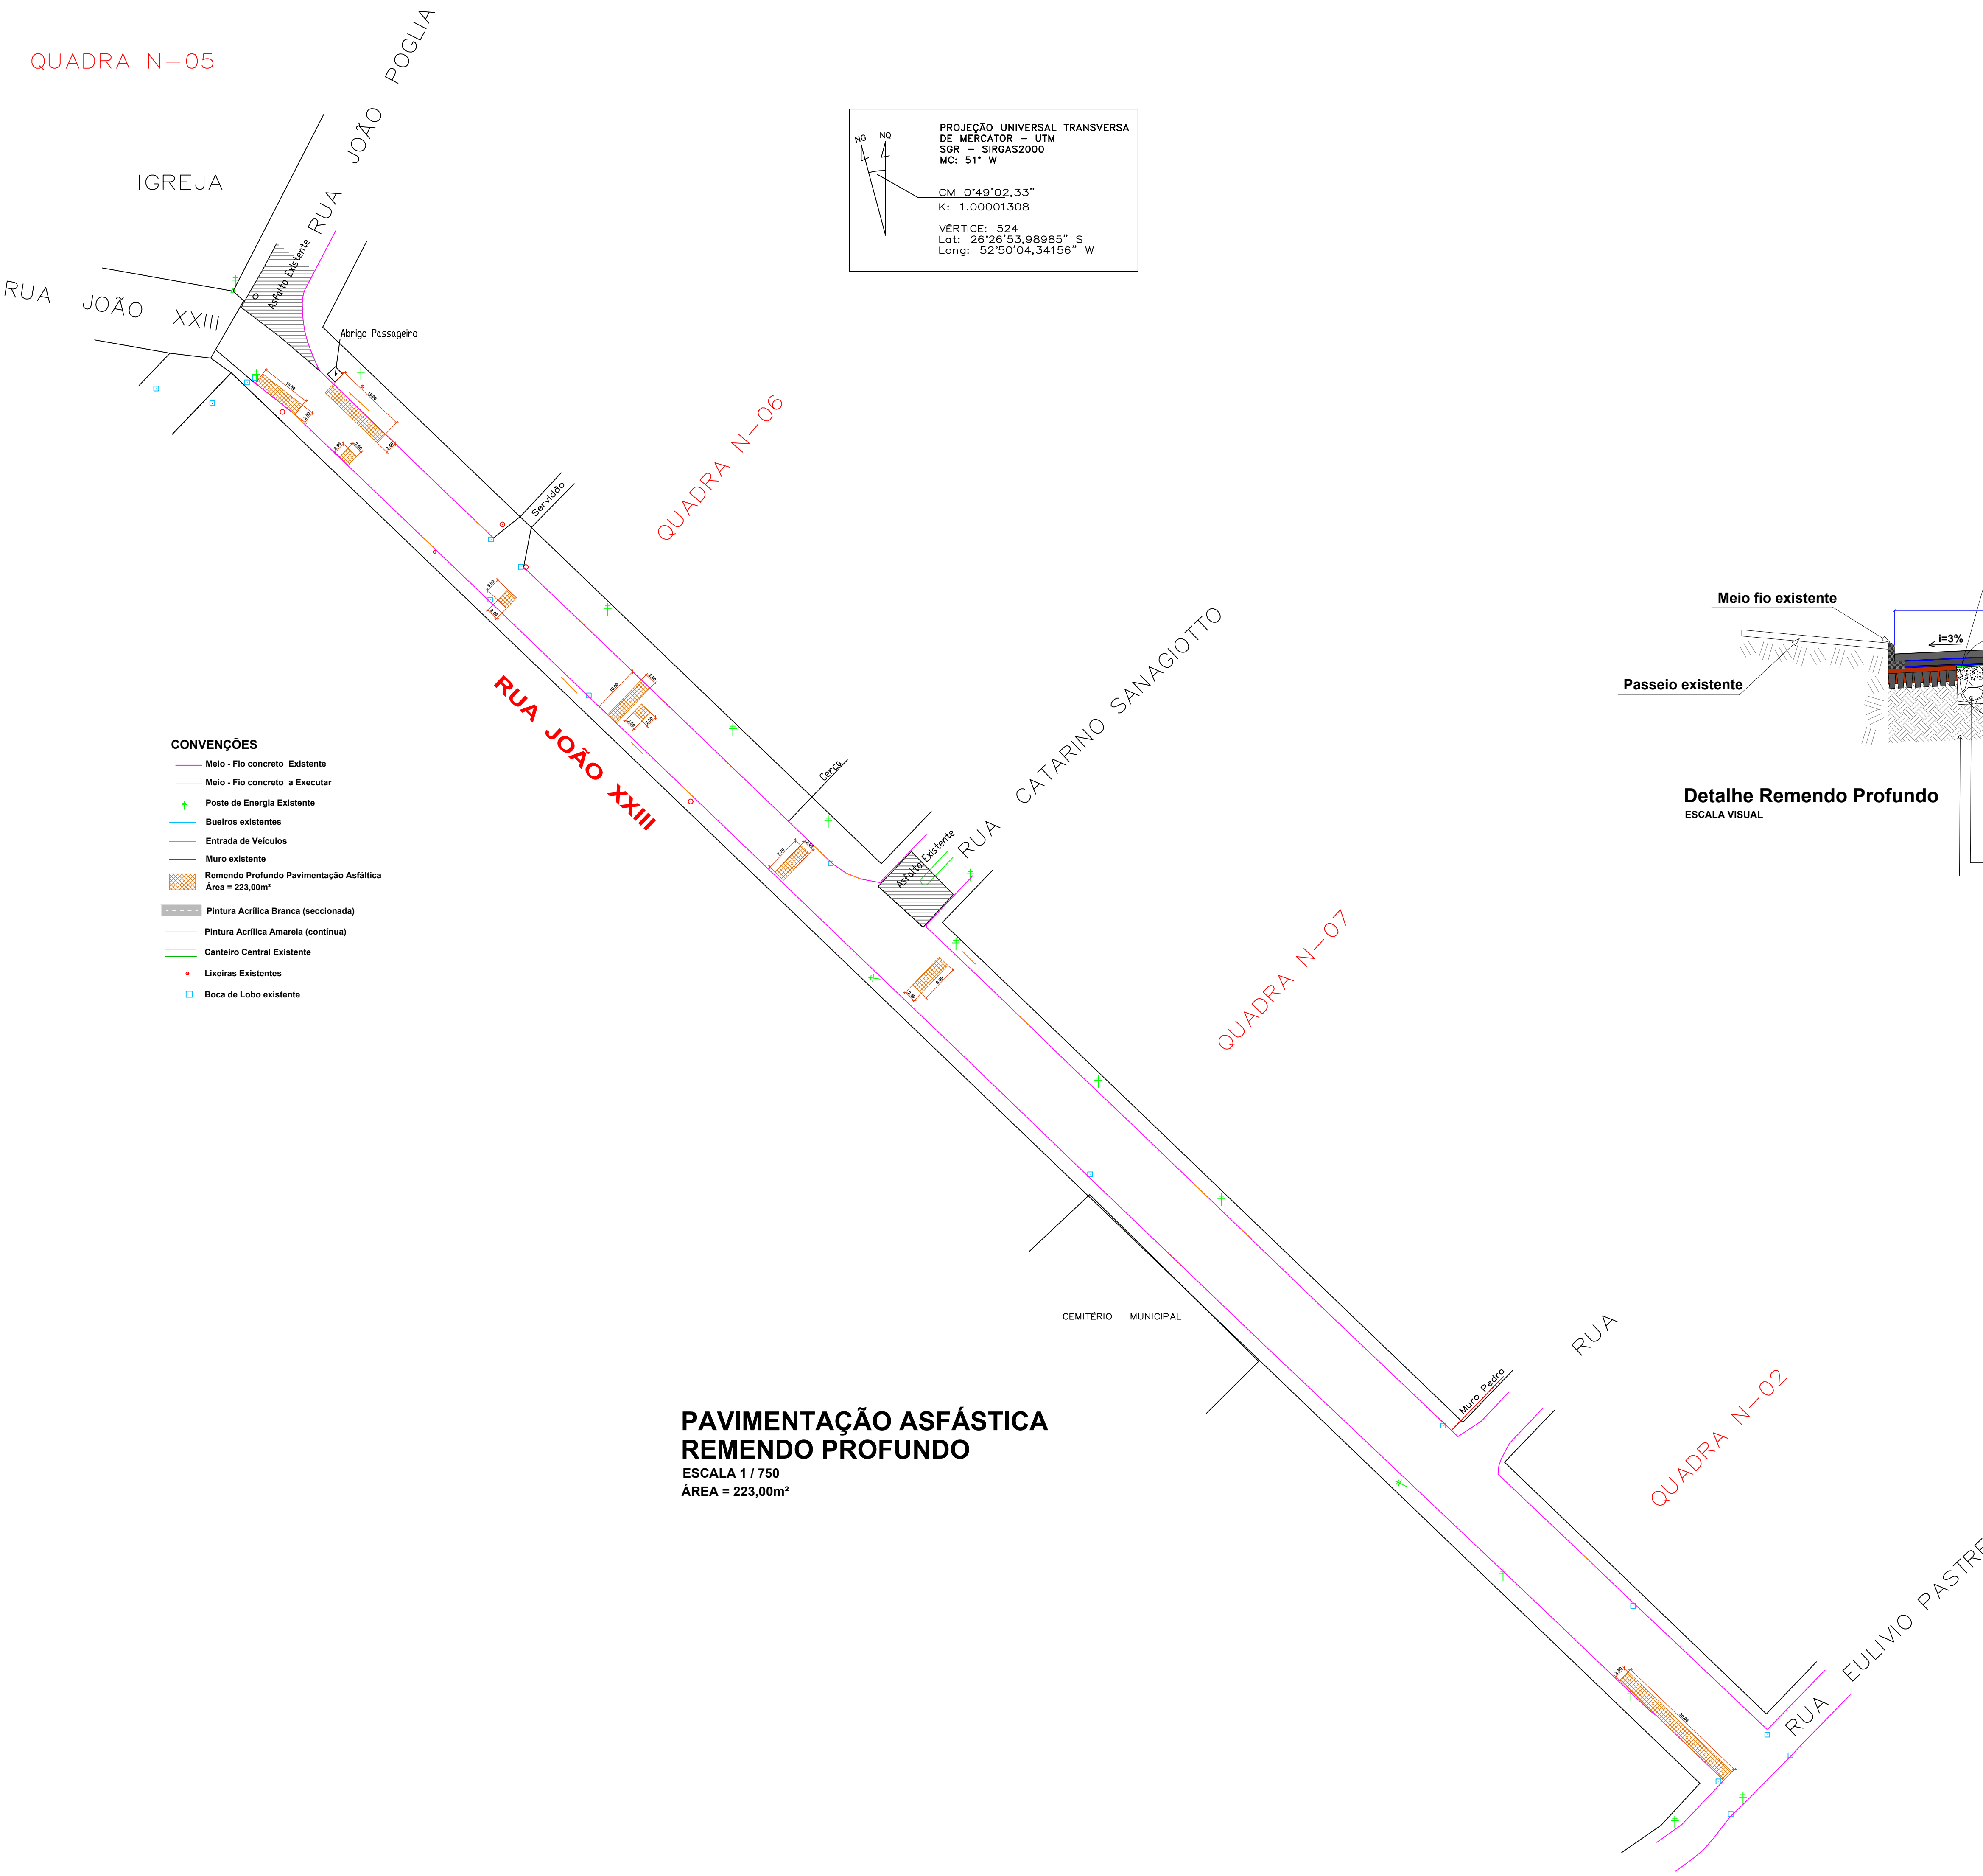 QUADRA N-05
RUA JOÃO POGLIA
IGREJA
RUA JOÃO XXIII
Asfalto Existente
Abrigo Passageiro
NG
NQ
PROJEÇÃO UNIVERSAL TRANSVERSA
DE MERCATOR - UTM
SGR - SIRGAS2000
MC: 51° W
CM 0°49'02,33"
K: 1.00001308
VÉRTICE: 524
Lat: 26°26'53,98985" S
Long: 52°50'04,34156" W
QUADRA N-06
Servidão
RUA JOÃO XXIII
Cerca
Asfalto Existente
RUA CATARINO SANAGIOTTO
Meio fio existente
i=3%
Passeio existente
Detalhe Remendo Profundo
ESCALA VISUAL
CONVENÇÕES
Meio - Fio concreto Existente
Meio - Fio concreto a Executar
Poste de Energia Existente
Bueiros existentes
Entrada de Veículos
Muro existente
Remendo Profundo Pavimentação Asfáltica
Área = 223,00m²
Pintura Acrílica Branca (seccionada)
Pintura Acrílica Amarela (contínua)
Canteiro Central Existente
Lixeiras Existentes
Boca de Lobo existente
QUADRA N-07
CEMITÉRIO MUNICIPAL
Muro Pedra
RUA
QUADRA N-02
PAVIMENTAÇÃO ASFÁSTICA
REMENDO PROFUNDO
ESCALA 1 / 750
ÁREA = 223,00m²
RUA EULIVIO PASTRE